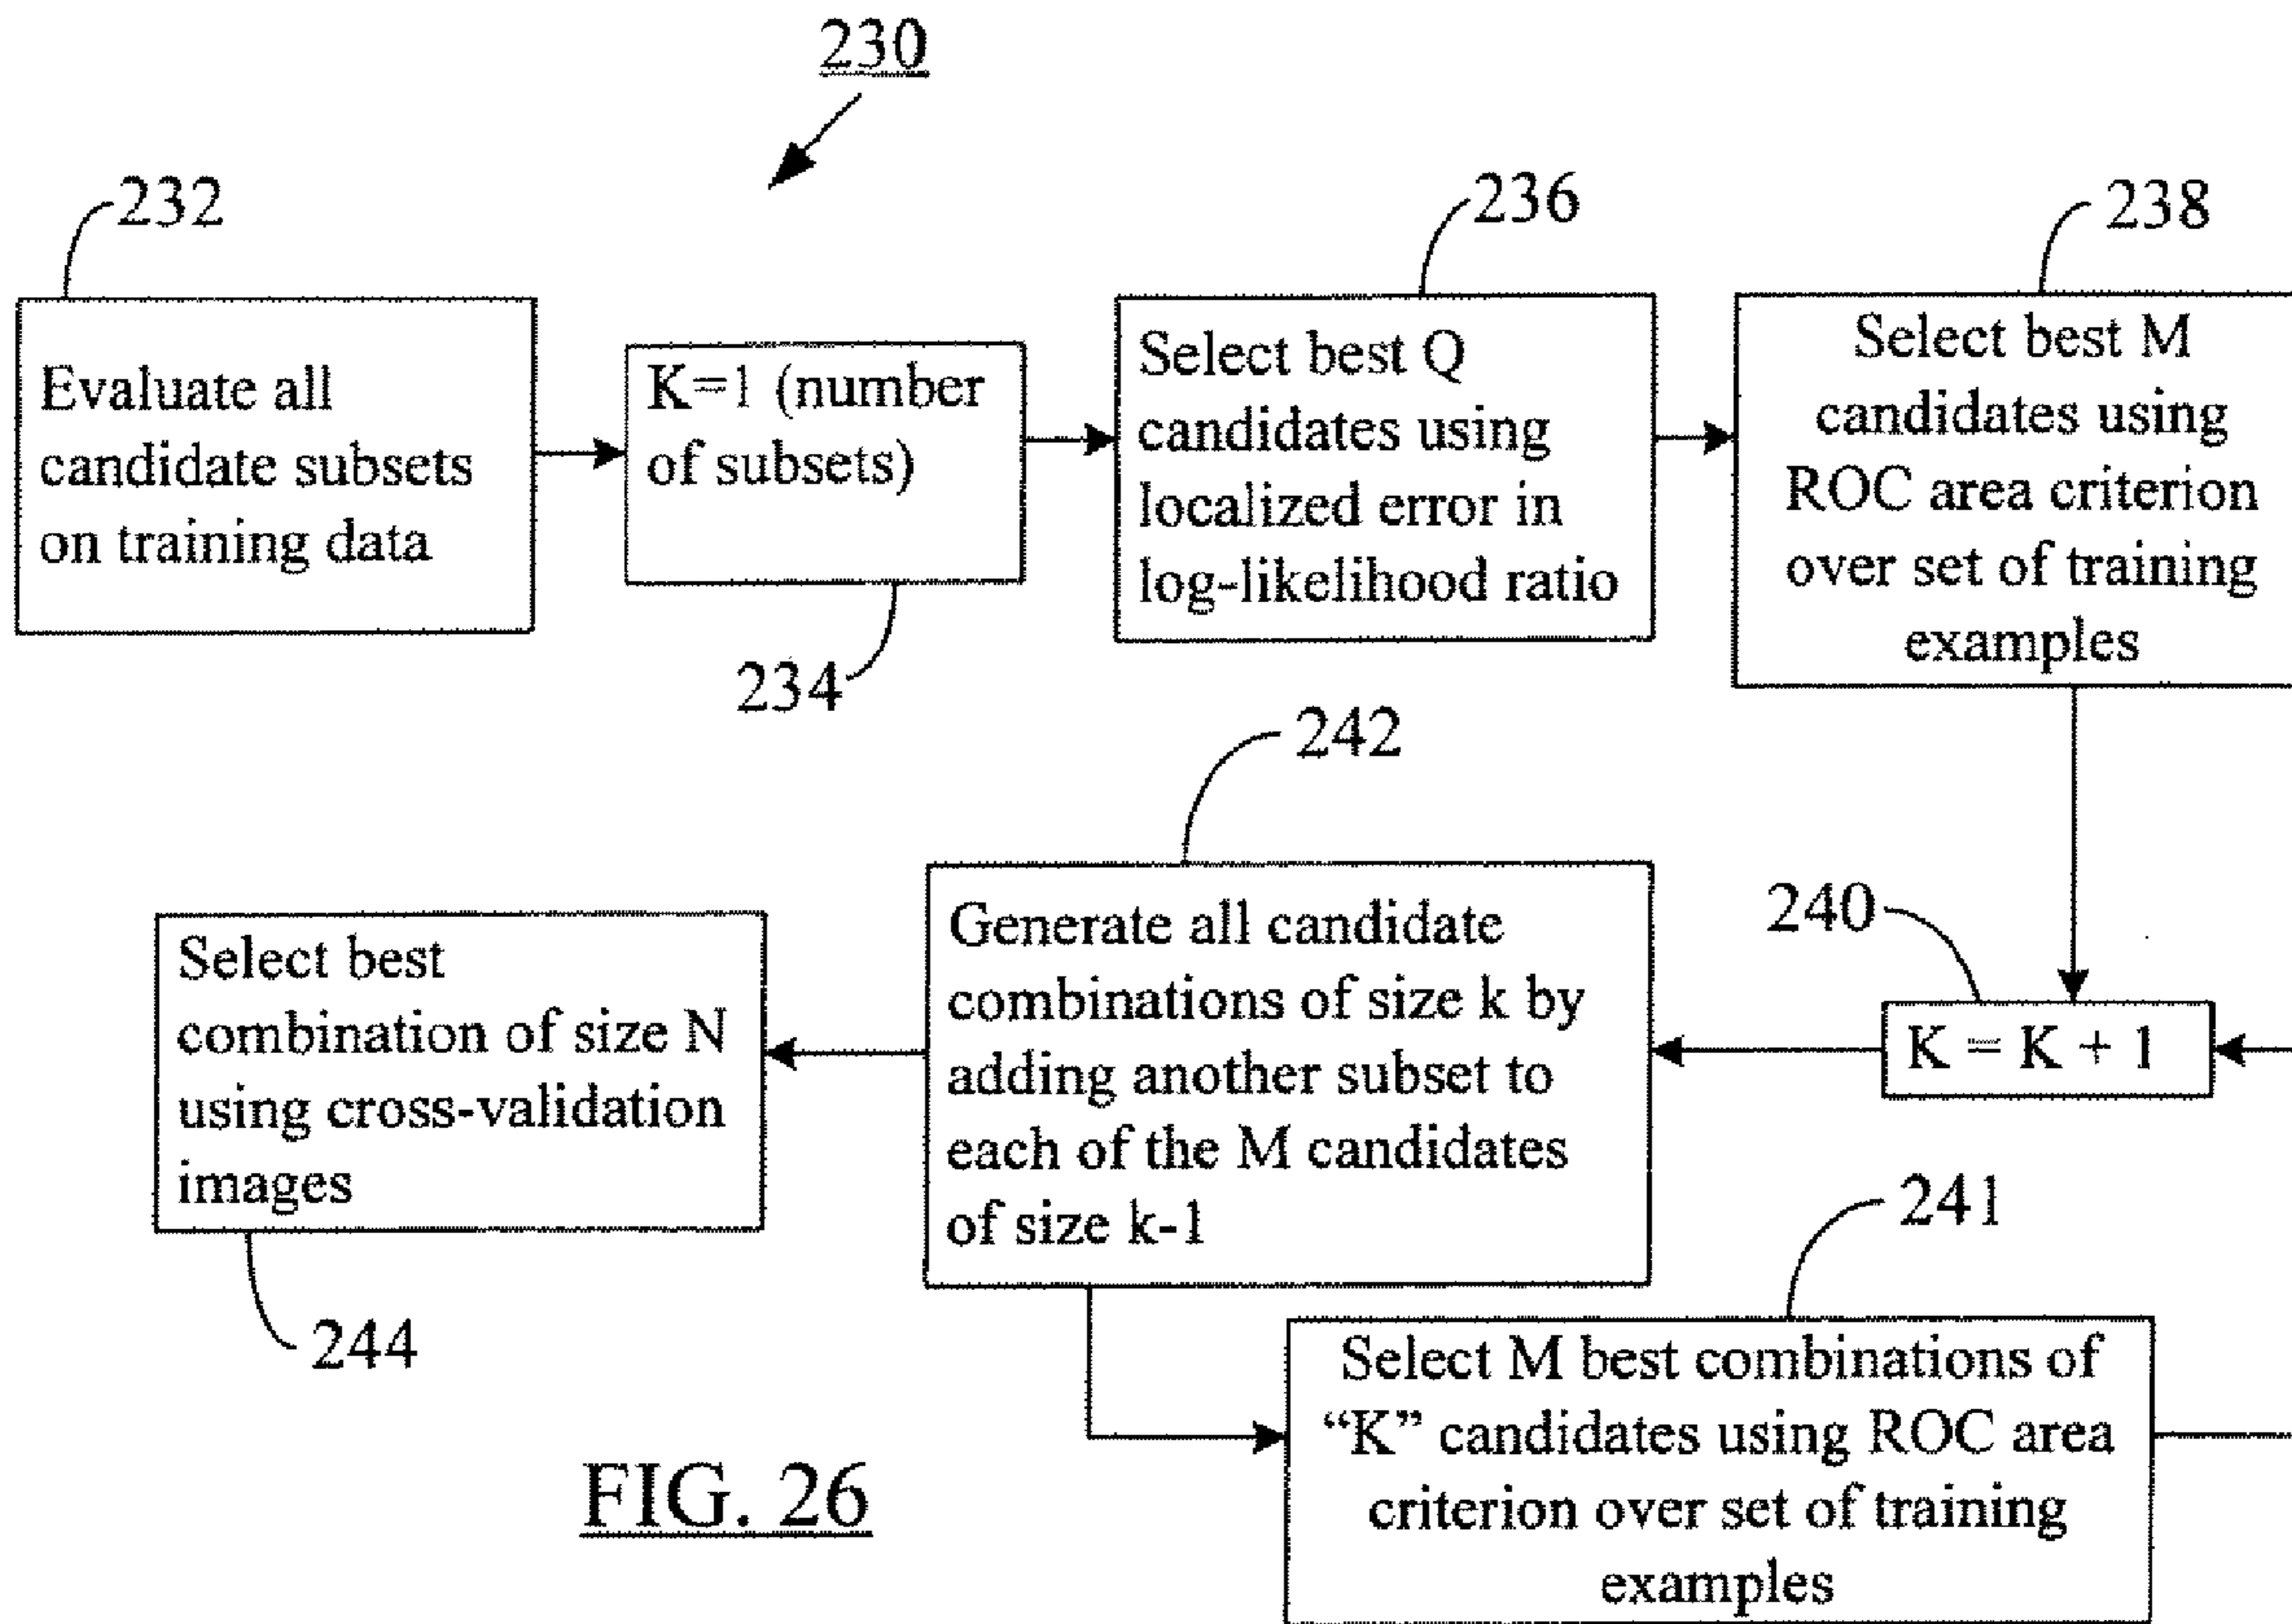 230
232
Evaluate all
candidate subsets
on training data
K=1 (number
of subsets)
234
236
Select best Q
candidates using
localized error in
log-likelihood ratio
238
Select best M
candidates using
ROC area criterion
over set of training
examples
240
K = K + 1
242
Generate all candidate
combinations of size k by
adding another subset to
each of the M candidates
of size k-1
241
Select M best combinations of
“K” candidates using ROC area
criterion over set of training
examples
Select best
combination of size N
using cross-validation
images
244
FIG. 26